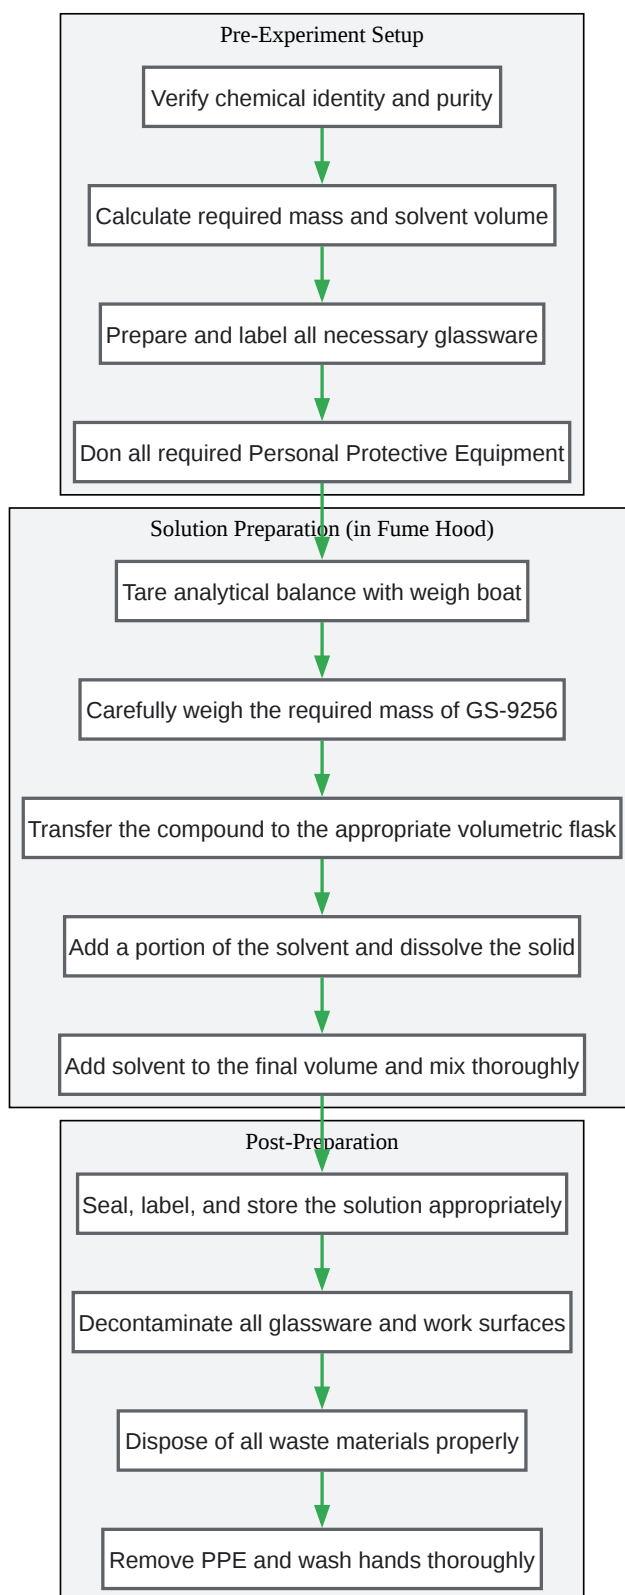 Pre-Experiment Setup
Verify chemical identity and purity
Calculate required mass and solvent volume
Prepare and label all necessary glassware
Don all required Personal Protective Equipment
Solution Preparation (in Fume Hood)
Tare analytical balance with weigh boat
Carefully weigh the required mass of GS-9256
Transfer the compound to the appropriate volumetric flask
Add a portion of the solvent and dissolve the solid
Add solvent to the final volume and mix thoroughly
Post-Preparation
Seal, label, and store the solution appropriately
Decontaminate all glassware and work surfaces
Dispose of all waste materials properly
Remove PPE and wash hands thoroughly